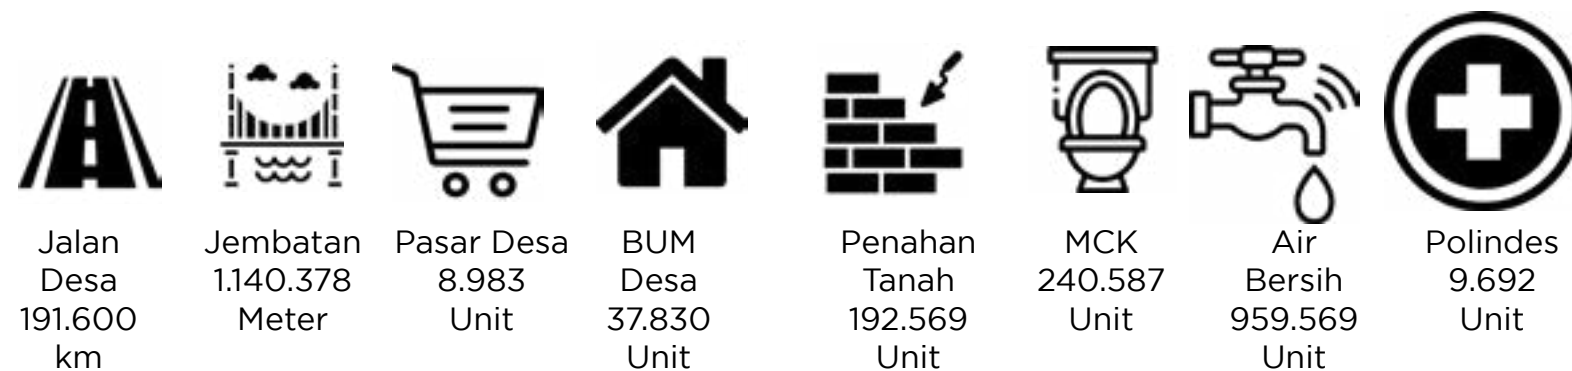 Jalan
Desa
191.600
km
Jembatan
1.140.378
Meter
Pasar Desa
8.983
Unit
BUM
Desa
37.830
Unit
Penahan
Tanah
192.569
Unit
MCK
240.587
Unit
Air
Bersih
959.569
Unit
Polindes
9.692
Unit